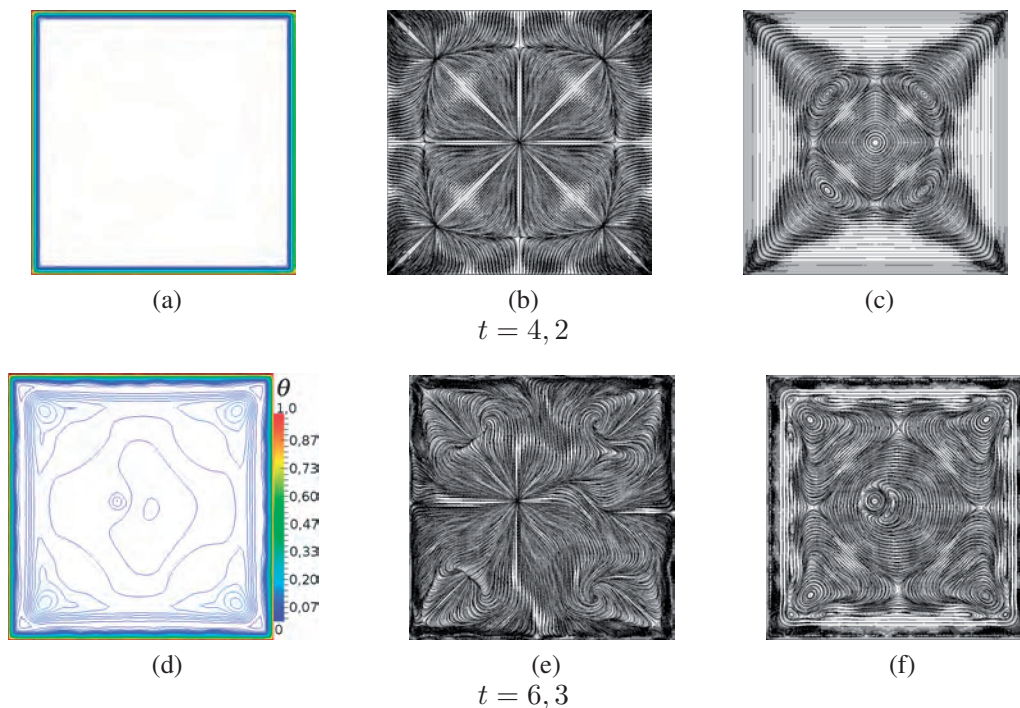 (a) (b) (c)
t = 4, 2
θ
1,0
0,87
0,73
0,60
0,47
0,33
0,20
0,07
0
(d) (e) (f)
t = 6, 3